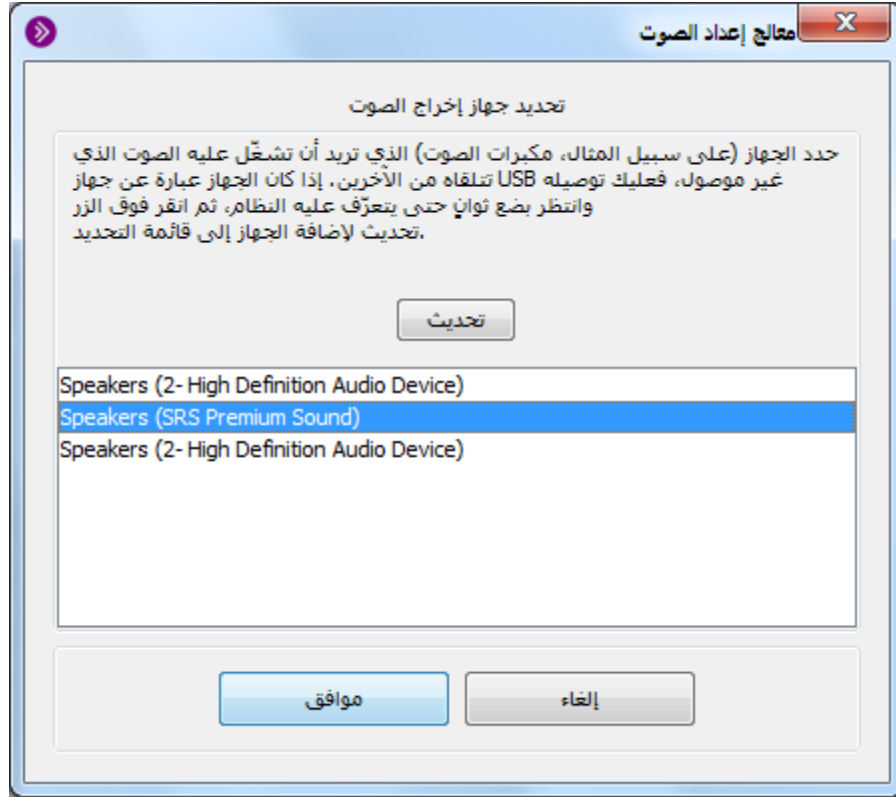 معالج إعداد الصوت
تحديد جهاز إخراج الصوت
حدد الجهاز (على سبيل المثال، مكبرات الصوت) الذي تريد أن تشغّل عليه الصوت الذي
غير موصول، فعليك توصيله USB تتلقاه من الآخرين. إذا كان الجهاز عبارة عن جهاز
وانتظر بضع ثوانٍ حتى يتعرّف عليه النظام، ثم انقر فوق الزر
تحديث لإضافة الجهاز إلى قائمة التحديد.
تحديث
Speakers (2- High Definition Audio Device)
Speakers (SRS Premium Sound)
Speakers (2- High Definition Audio Device)
موافق
إلغاء